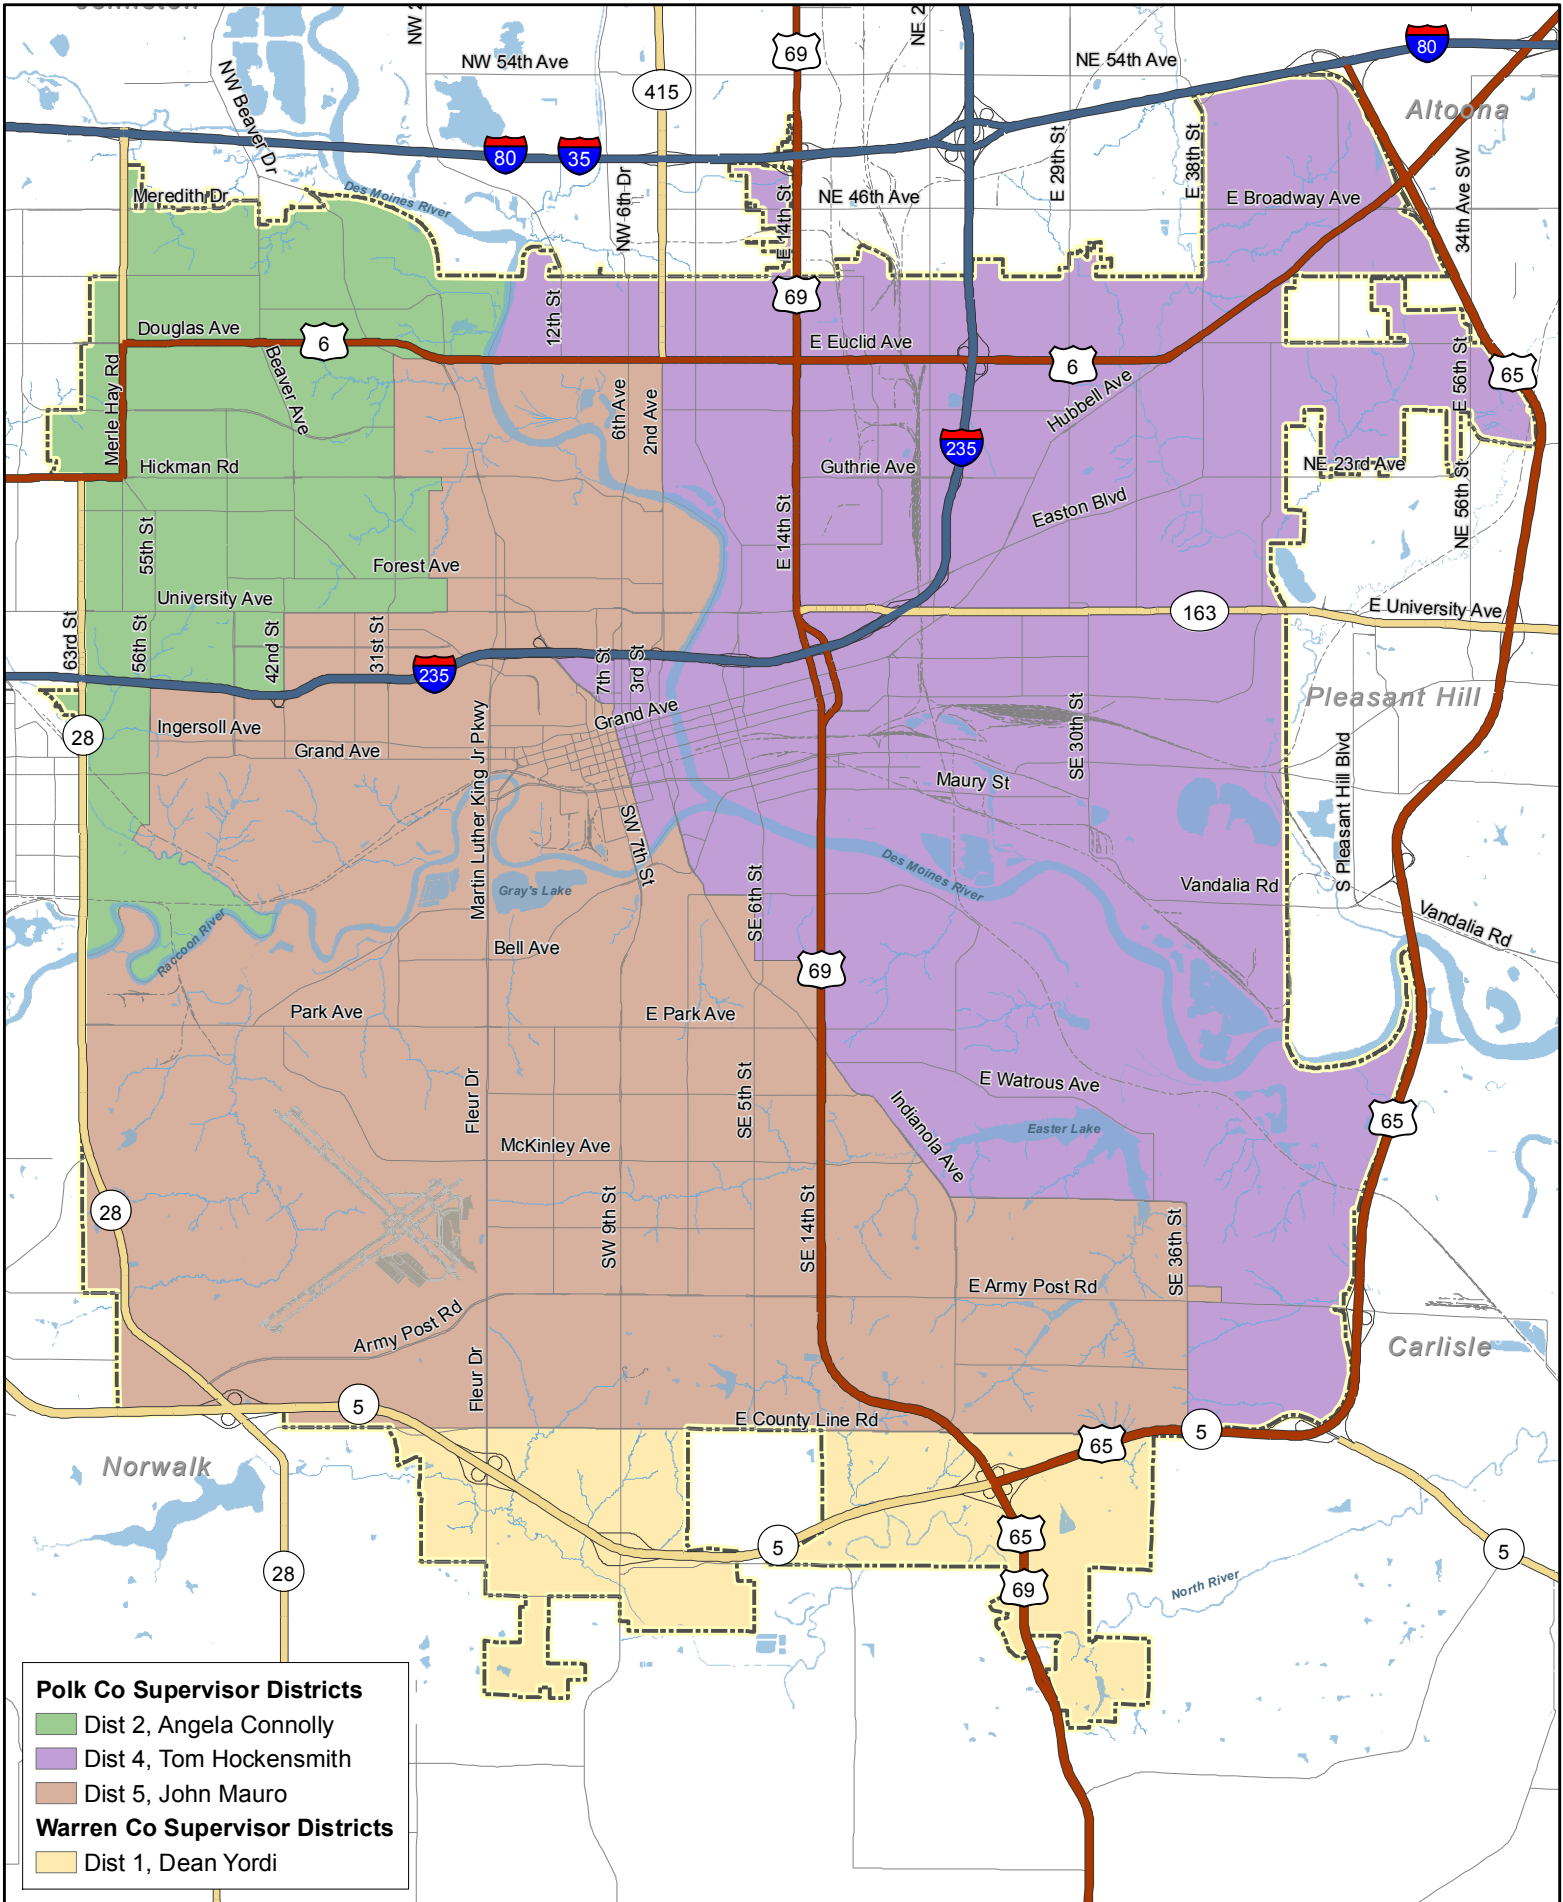 Johnston
NW 2
NE 2
69
NW 54th Ave
NE 54th Ave
80
415
Altoona
NW Beaver Dr
80
35
E 29th St
E 38th St
34th Ave SW
Meredith Dr
Des Moines River
NW 6th Dr
E 14th St
NE 46th Ave
E Broadway Ave
69
12th St
Douglas Ave
6
E Euclid Ave
6
65
Merle Hay Rd
Beaver Ave
6th Ave
2nd Ave
Hubbell Ave
E 56th St
235
Hickman Rd
Guthrie Ave
NE 23rd Ave
E 14th St
Easton Blvd
NE 56th St
55th St
Forest Ave
University Ave
163
E University Ave
63rd St
56th St
42nd St
31st St
235
7th St
3rd St
Pleasant Hill
28
Ingersoll Ave
Grand Ave
Grand Ave
Martin Luther King Jr Pkwy
SE 30th St
S Pleasant Hill Blvd
Maury St
SW 7th St
Gray's Lake
Des Moines River
Vandalia Rd
Vandalia Rd
Raccoon River
Bell Ave
SE 6th St
69
Park Ave
E Park Ave
Fleur Dr
SE 5th St
E Watrous Ave
Indianola Ave
Easter Lake
65
McKinley Ave
28
SW 9th St
SE 14th St
SE 36th St
E Army Post Rd
Army Post Rd
Carlisle
Fleur Dr
5
E County Line Rd
65
5
Norwalk
65
5
5
28
69
North River
Polk Co Supervisor Districts
Dist 2, Angela Connolly
Dist 4, Tom Hockensmith
Dist 5, John Mauro
Warren Co Supervisor Districts
Dist 1, Dean Yordi